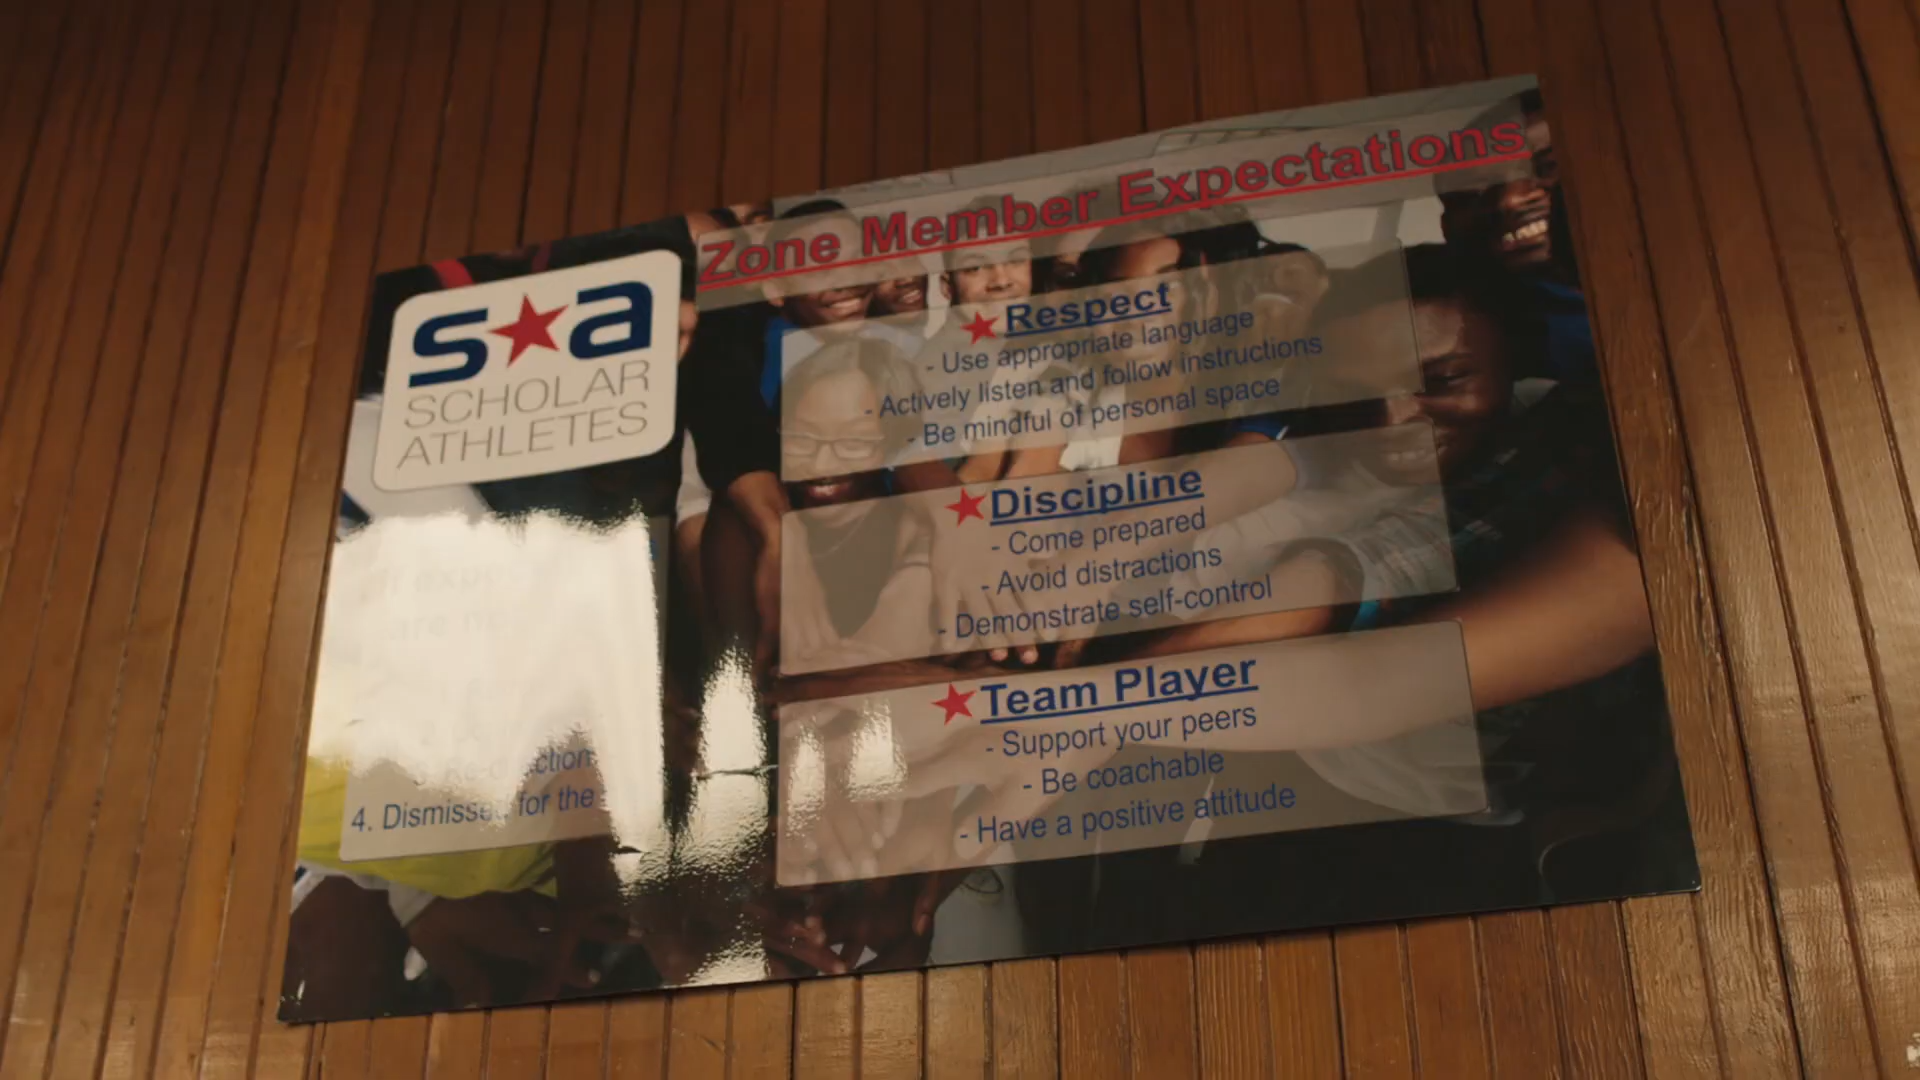 Zone Member Expectations
s★a
SCHOLAR
ATHLETES
★Respect
- Use appropriate language
- Actively listen and follow instructions
- Be mindful of personal space
★Discipline
- Come prepared
- Avoid distractions
- Demonstrate self-control
★Team Player
- Support your peers
- Be coachable
- Have a positive attitude
4. Dismissed for the